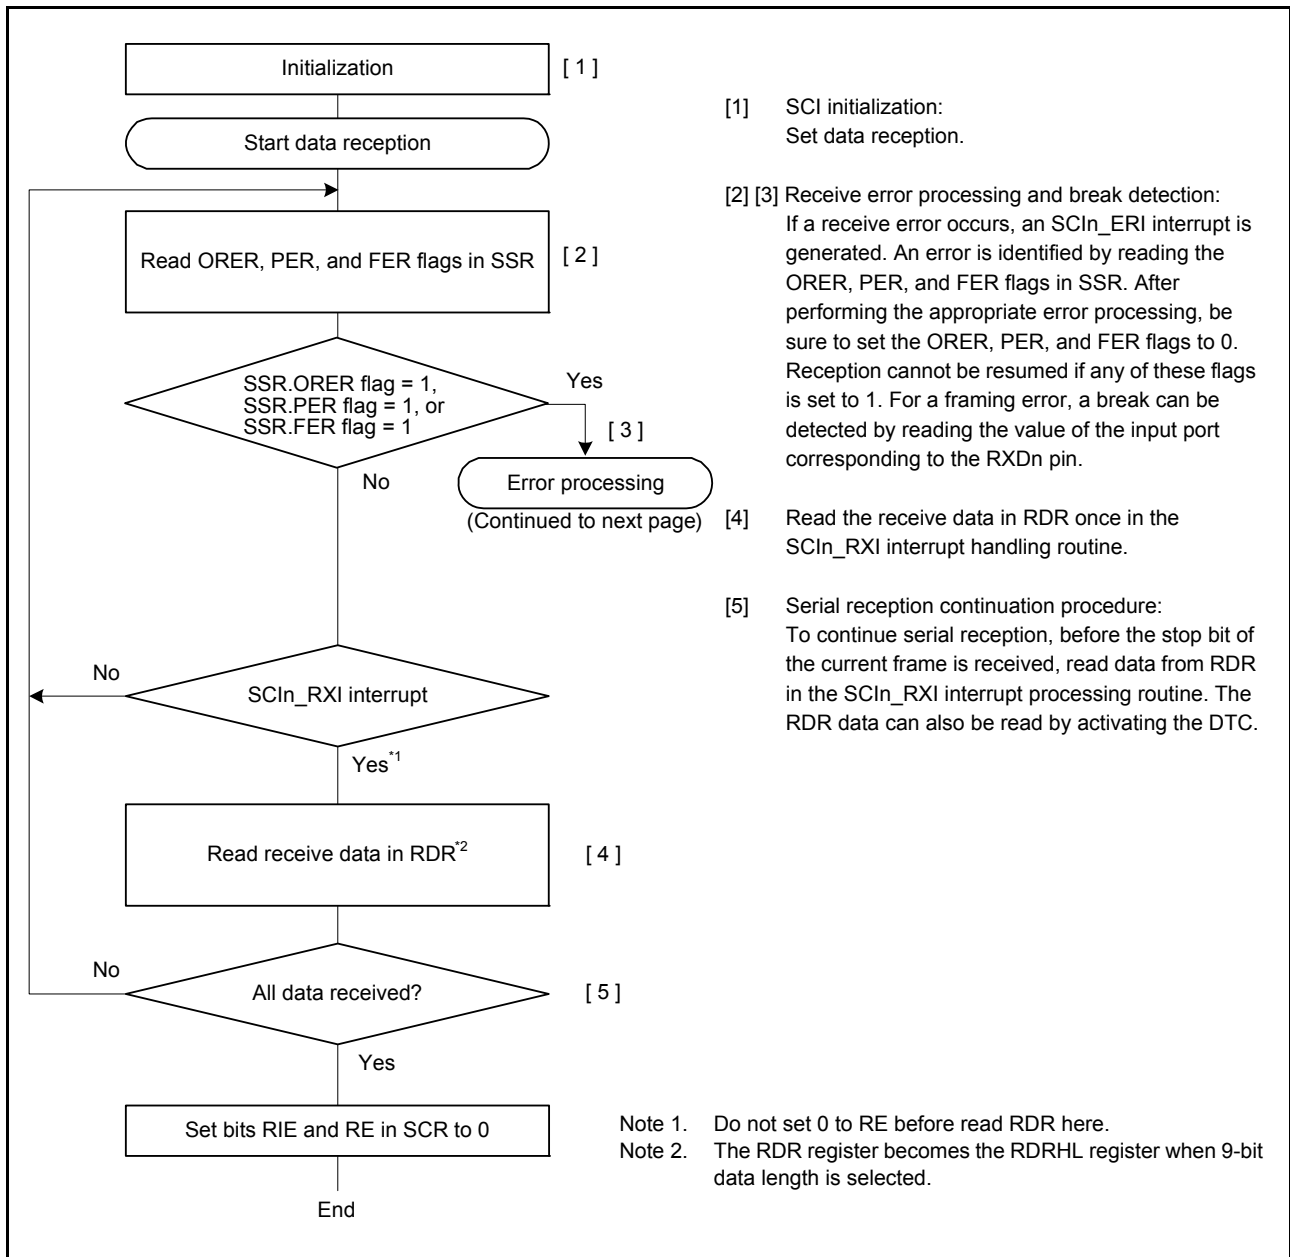 Initialization
[ 1 ]
Start data reception
Read ORER, PER, and FER flags in SSR
[ 2 ]
SSR.ORER flag = 1,
SSR.PER flag = 1, or
SSR.FER flag = 1
Yes
[ 3 ]
No
Error processing
(Continued to next page)
No
SCIn_RXI interrupt
Yes*1
Read receive data in RDR*2
[ 4 ]
No
All data received?
[ 5 ]
Yes
Set bits RIE and RE in SCR to 0
End
[1] SCI initialization:
Set data reception.
[2] [3] Receive error processing and break detection:
If a receive error occurs, an SCIn_ERI interrupt is
generated. An error is identified by reading the
ORER, PER, and FER flags in SSR. After
performing the appropriate error processing, be
sure to set the ORER, PER, and FER flags to 0.
Reception cannot be resumed if any of these flags
is set to 1. For a framing error, a break can be
detected by reading the value of the input port
corresponding to the RXDn pin.
[4] Read the receive data in RDR once in the
SCIn_RXI interrupt handling routine.
[5] Serial reception continuation procedure:
To continue serial reception, before the stop bit of
the current frame is received, read data from RDR
in the SCIn_RXI interrupt processing routine. The
RDR data can also be read by activating the DTC.
Note 1. Do not set 0 to RE before read RDR here.
Note 2. The RDR register becomes the RDRHL register when 9-bit
data length is selected.